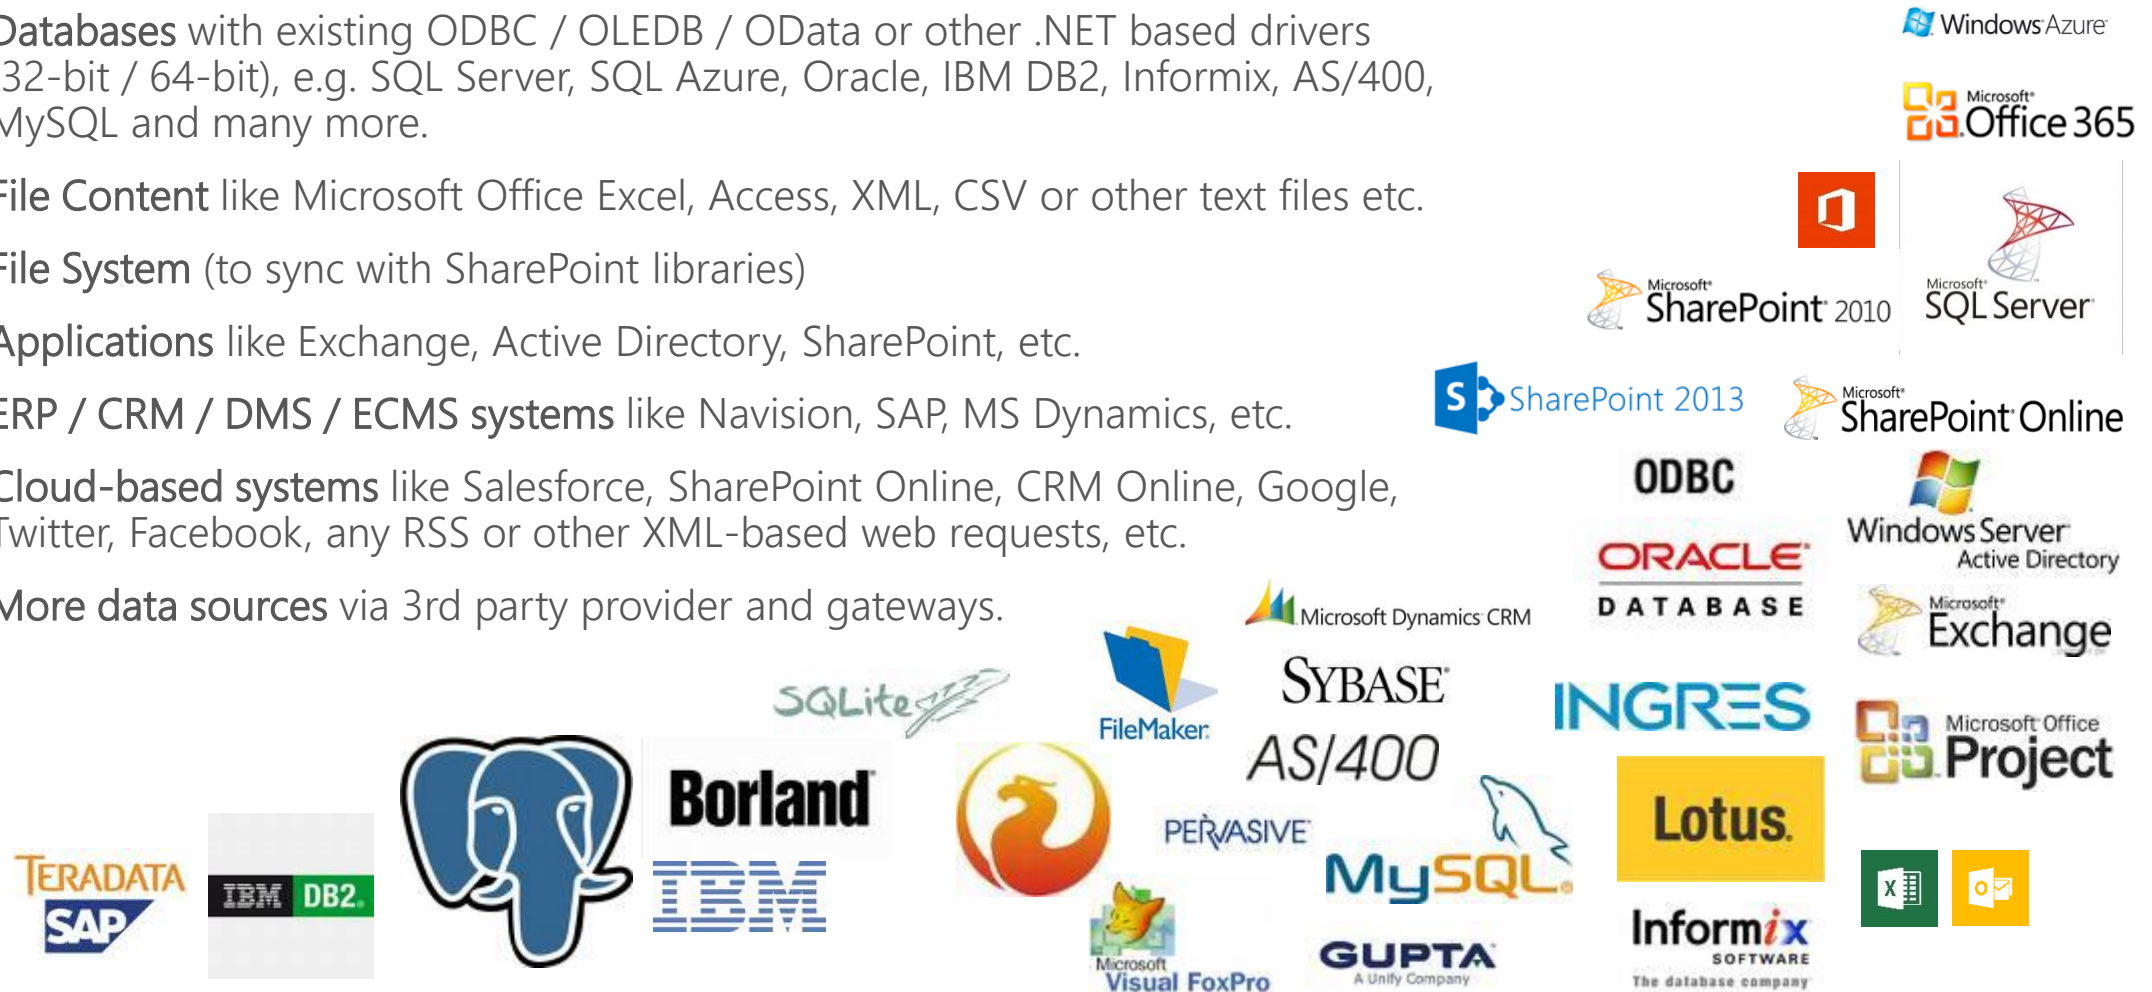 Databases with existing ODBC / OLEDB / OData or other .NET based drivers
32-bit / 64-bit), e.g. SQL Server, SQL Azure, Oracle, IBM DB2, Informix, AS/400,
MySQL and many more.
File Content like Microsoft Office Excel, Access, XML, CSV or other text files etc.
File System (to sync with SharePoint libraries)
Applications like Exchange, Active Directory, SharePoint, etc.
ERP / CRM / DMS / ECMS systems like Navision, SAP, MS Dynamics, etc.
Cloud-based systems like Salesforce, SharePoint Online, CRM Online, Google,
Twitter, Facebook, any RSS or other XML-based web requests, etc.
More data sources via 3rd party provider and gateways.
Windows Azure
Microsoft
Office 365
Microsoft
SharePoint 2010
Microsoft
SQL Server
S SharePoint 2013
Microsoft
SharePoint Online
ODBC
Windows Server
Active Directory
ORACLE
DATABASE
Microsoft Dynamics CRM
Microsoft
Exchange
SQLite
FileMaker
SYBASE
INGRES
Microsoft Office
Project
AS/400
Borland
PERVASIVE
MySQL
Lotus
TERADATA
SAP
IBM DB2
IBM
Microsoft
Visual FoxPro
GUPTA
A Unify Company
Informix
SOFTWARE
The database company
X
O